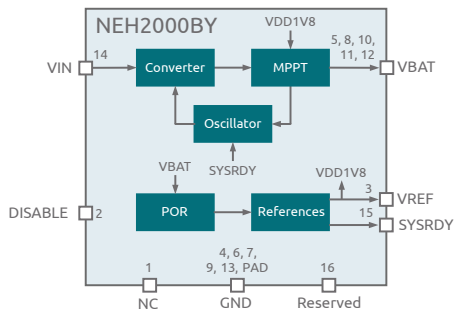 NEH2000BY
VDD1V8
VIN
14
Converter
MPPT
5, 8, 10,
11, 12
VBAT
Oscillator
VBAT
SYSRDY
VDD1V8
DISABLE
2
POR
References
3
VREF
15
SYSRDY
1
4, 6, 7,
9, 13, PAD
16
NC
GND
Reserved